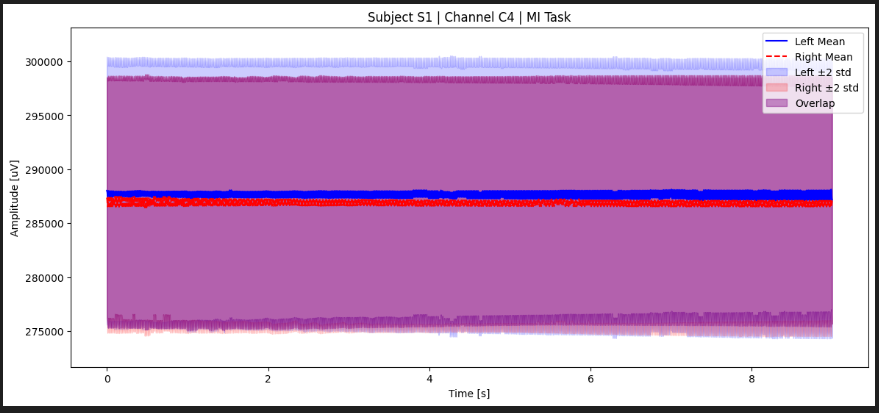 Subject S1 | Channel C4 | MI Task
Left Mean
Right Mean
Left ±2 std
Right ±2 std
Overlap
Amplitude [uV]
300000
295000
290000
285000
280000
275000
0 2 4 6 8
Time [s]